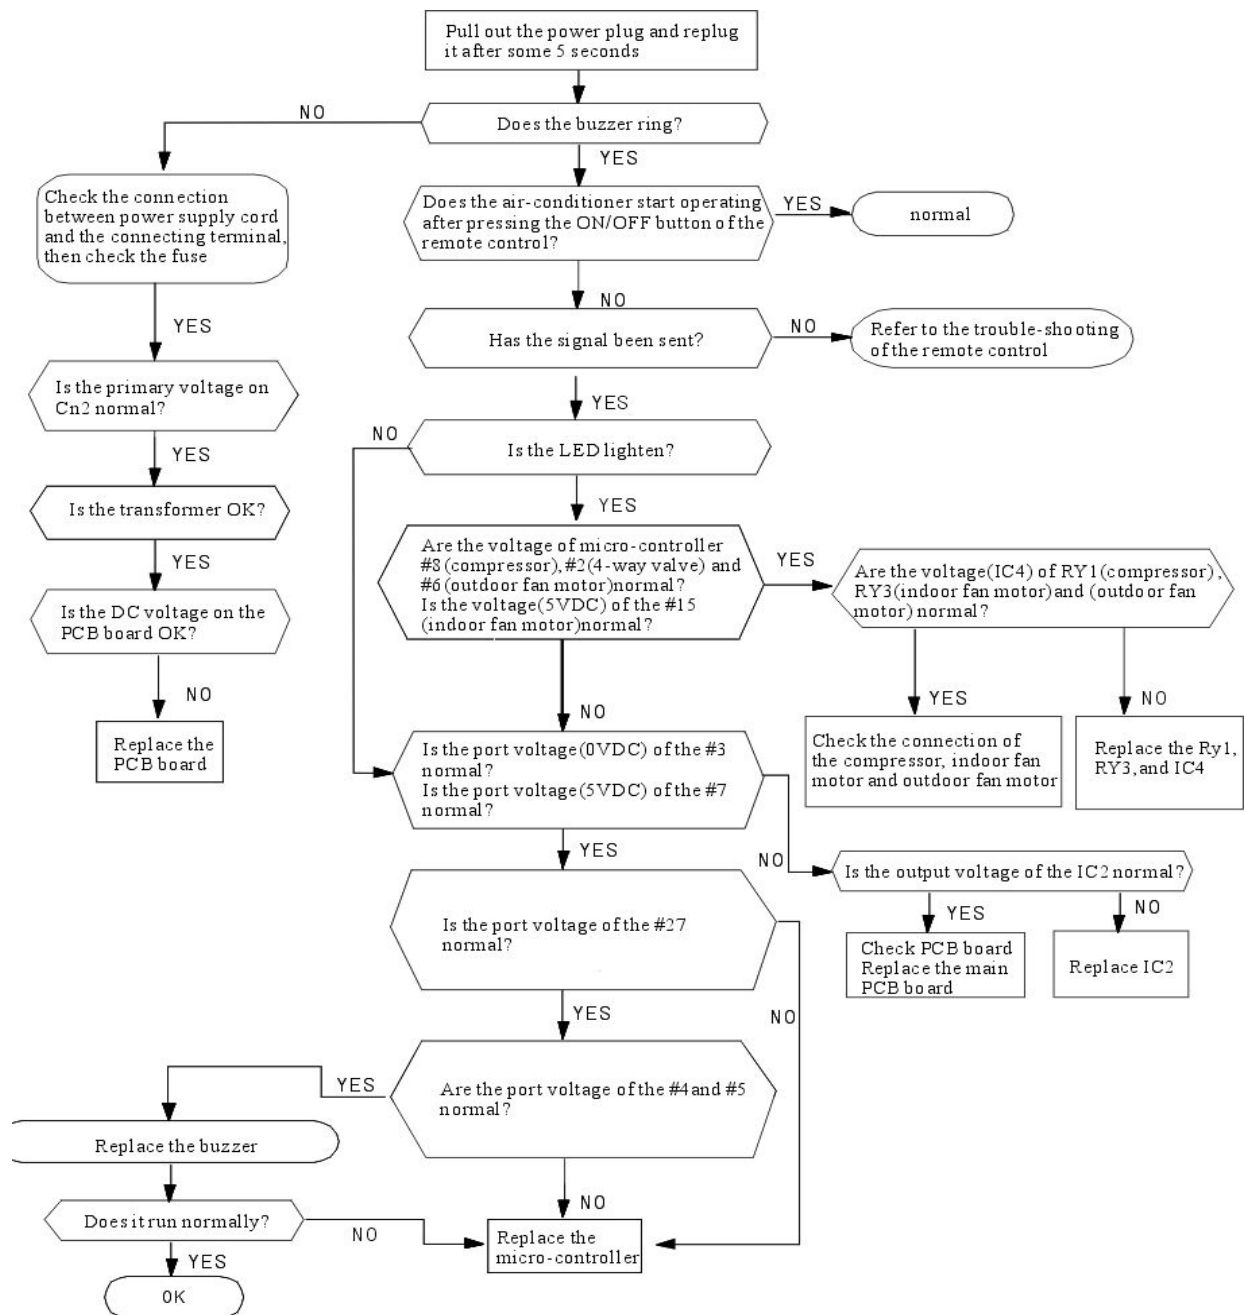 Pull out the power plug and replug
it after some 5 seconds
NO
Does the buzzer ring?
YES
Check the connection
between power supply cord
and the connecting terminal,
then check the fuse
Does the air-conditioner start operating
after pressing the ON/OFF button of the
remote control?
YES
normal
NO
YES
Has the signal been sent?
NO
Refer to the trouble-shooting
of the remote control
Is the primary voltage on
Cn2 normal?
YES
NO
Is the LED lighten?
YES
YES
Is the transformer OK?
Are the voltage of micro-controller
#8(compressor), #2(4-way valve) and
#6(outdoor fan motor)normal?
Is the voltage(5VDC) of the #15
(indoor fan motor)normal?
YES
Are the voltage(IC4) of RY1(compressor),
RY3(indoor fan motor)and (outdoor fan
motor) normal?
YES
Is the DC voltage on the
PCB board OK?
NO
NO
YES
NO
Replace the
PCB board
Is the port voltage(0VDC) of the #3
normal?
Is the port voltage(5VDC) of the #7
normal?
Check the connection of
the compressor, indoor fan
motor and outdoor fan motor
Replace the Ry1,
RY3, and IC4
YES
NO
Is the output voltage of the IC2 normal?
YES
NO
Is the port voltage of the #27
normal?
Check PCB board
Replace the main
PCB board
Replace IC2
YES
NO
YES
Are the port voltage of the #4 and #5
normal?
Replace the buzzer
NO
Does it run normally?
NO
Replace the
micro-controller
YES
OK